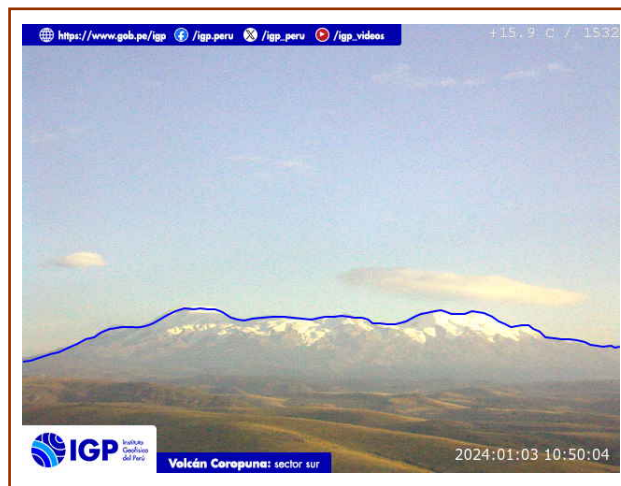 https://www.gob.pe/igp /igp.peru /igp_peru /igp_videos
+15.9 C / 1532
IGP
Instituto
Geofísico
del Perú
Volcán Coropuna: sector sur
2024:01:03 10:50:04